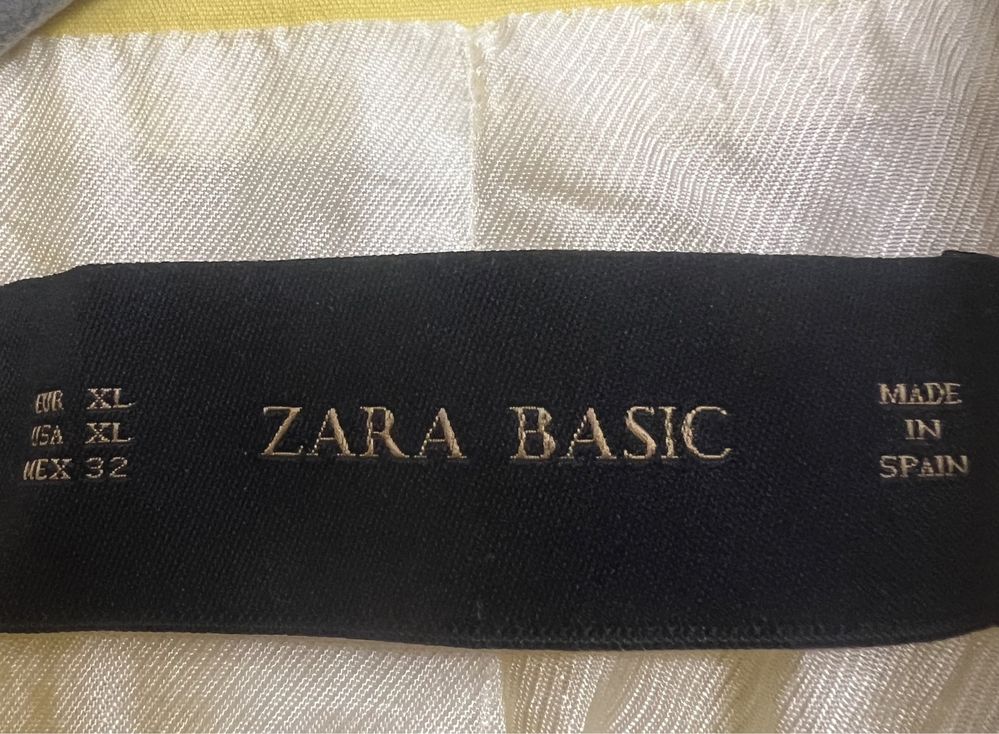 EUR XL
USA XL
MEX 32
ZARA BASIC
MADE
IN
SPAIN